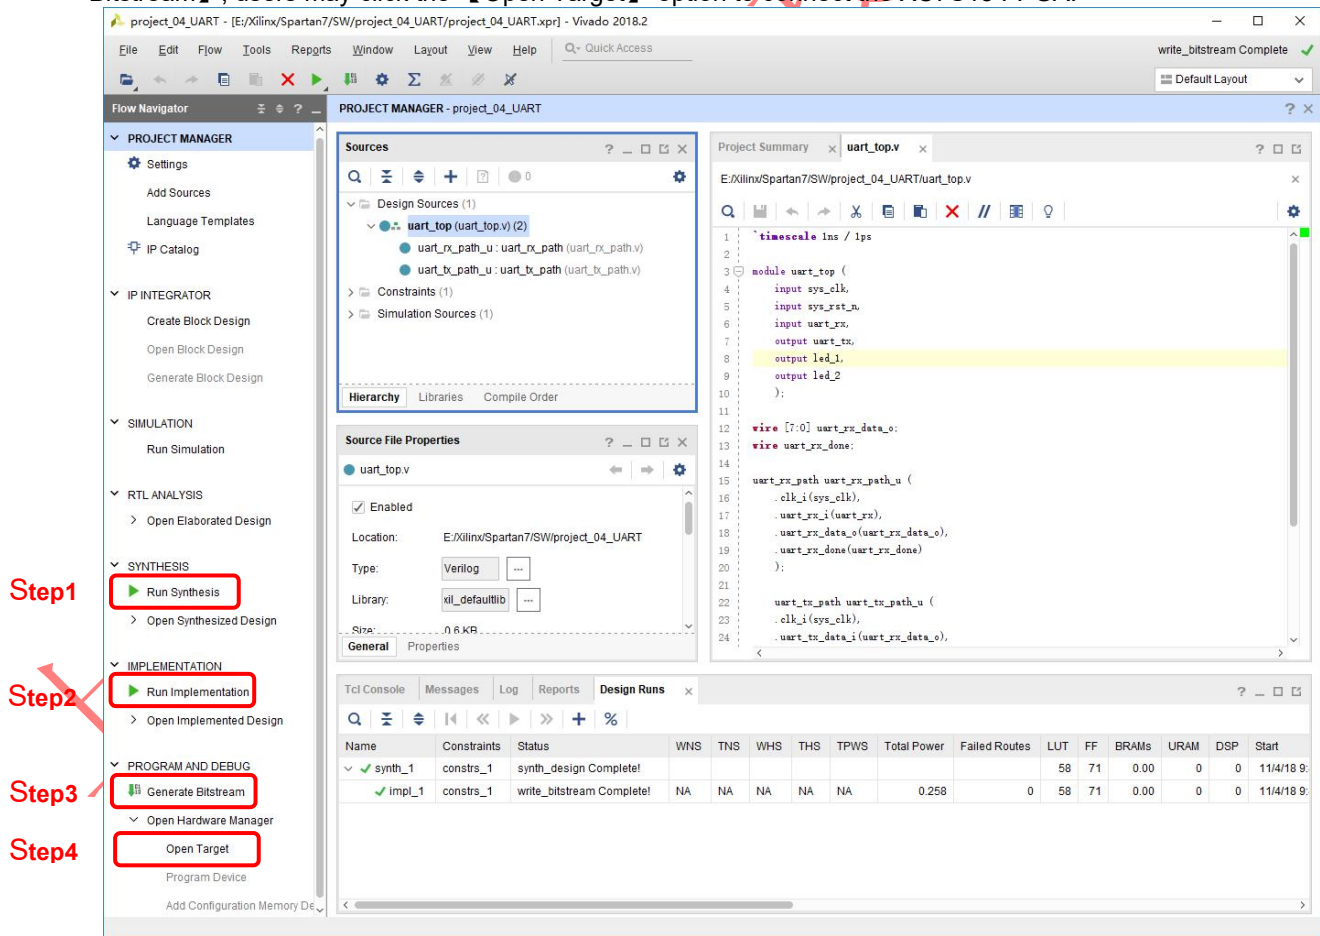 project_04_UART - [E:/Xilinx/Spartan7/SW/project_04_UART/project_04_UART.xpr] - Vivado 2018.2
File Edit Flow Tools Reports Window Layout View Help Quick Access
write_bitstream Complete
Default Layout
Flow Navigator
PROJECT MANAGER - project_04_UART
PROJECT MANAGER
Settings
Add Sources
Language Templates
IP Catalog
IP INTEGRATOR
Create Block Design
Open Block Design
Generate Block Design
SIMULATION
Run Simulation
RTL ANALYSIS
Open Elaborated Design
SYNTHESIS
Step1
Run Synthesis
Open Synthesized Design
IMPLEMENTATION
Step2
Run Implementation
Open Implemented Design
PROGRAM AND DEBUG
Step3
Generate Bitstream
Open Hardware Manager
Step4
Open Target
Program Device
Add Configuration Memory De
Sources
0
Design Sources (1)
uart_top (uart_top.v) (2)
uart_rx_path_u : uart_rx_path (uart_rx_path.v)
uart_tx_path_u : uart_tx_path (uart_tx_path.v)
Constraints (1)
Simulation Sources (1)
Hierarchy Libraries Compile Order
Source File Properties
uart_top.v
Enabled
Location: E:/Xilinx/Spartan7/SW/project_04_UART
Type: Verilog
Library: xil_defaultlib
Size: 0.6 KB
General Properties
Project Summary uart_top.v
E:/Xilinx/Spartan7/SW/project_04_UART/uart_top.v
1 `timescale 1ns / 1ps
2
3 module uart_top (
4 input sys_clk,
5 input sys_rst_n,
6 input uart_rx,
7 output uart_tx,
8 output led_1,
9 output led_2
10 );
11
12 wire [7:0] uart_rx_data_o;
13 wire uart_rx_done;
14
15 uart_rx_path uart_rx_path_u (
16 .clk_i(sys_clk),
17 .uart_rx_i(uart_rx),
18 .uart_rx_data_o(uart_rx_data_o),
19 .uart_rx_done(uart_rx_done)
20 );
21
22 uart_tx_path uart_tx_path_u (
23 .clk_i(sys_clk),
24 .uart_tx_data_i(uart_rx_data_o),
Tcl Console Messages Log Reports Design Runs
Name Constraints Status WNS TNS WHS THS TPWS Total Power Failed Routes LUT FF BRAMs URAM DSP Start
synth_1 constrs_1 synth_design Complete! 58 71 0.00 0 0 11/4/18 9:
impl_1 constrs_1 write_bitstream Complete! NA NA NA NA NA 0.258 0 58 71 0.00 0 0 11/4/18 9: